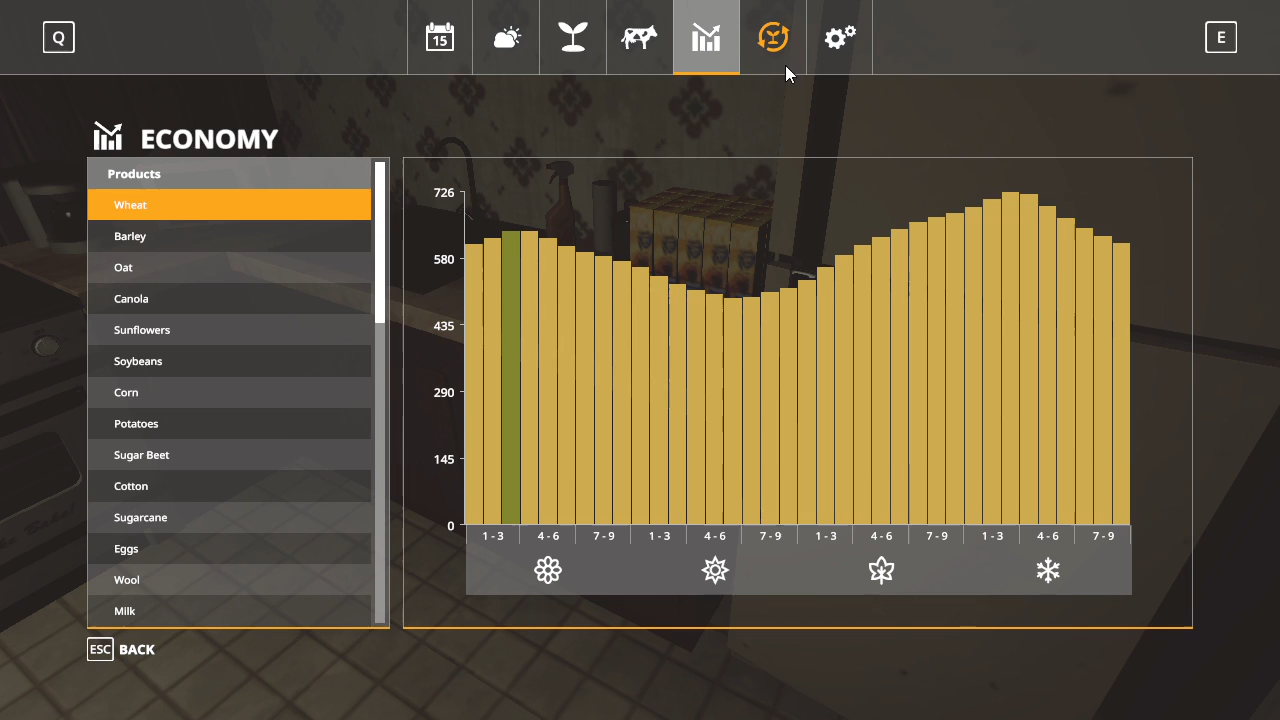 Q
15
E
ECONOMY
Products
Wheat
Barley
Oat
Canola
Sunflowers
Soybeans
Corn
Potatoes
Sugar Beet
Cotton
Sugarcane
Eggs
Wool
Milk
726
580
435
290
145
0
1 - 3 4 - 6 7 - 9 1 - 3 4 - 6 7 - 9 1 - 3 4 - 6 7 - 9 1 - 3 4 - 6 7 - 9
ESC BACK